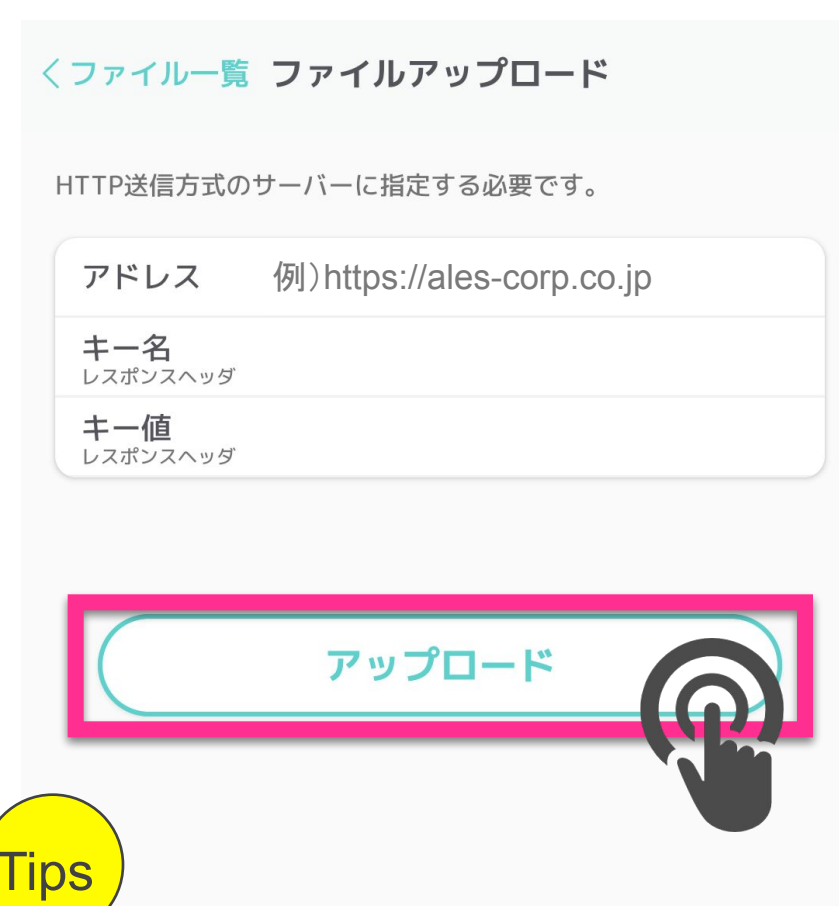 ファイル一覧 ファイルアップロード
HTTP送信方式のサーバーに指定する必要です。
アドレス 例)https://ales-corp.co.jp
キー名
レスポンスヘッダ
キー値
レスポンスヘッダ
アップロード
Tips